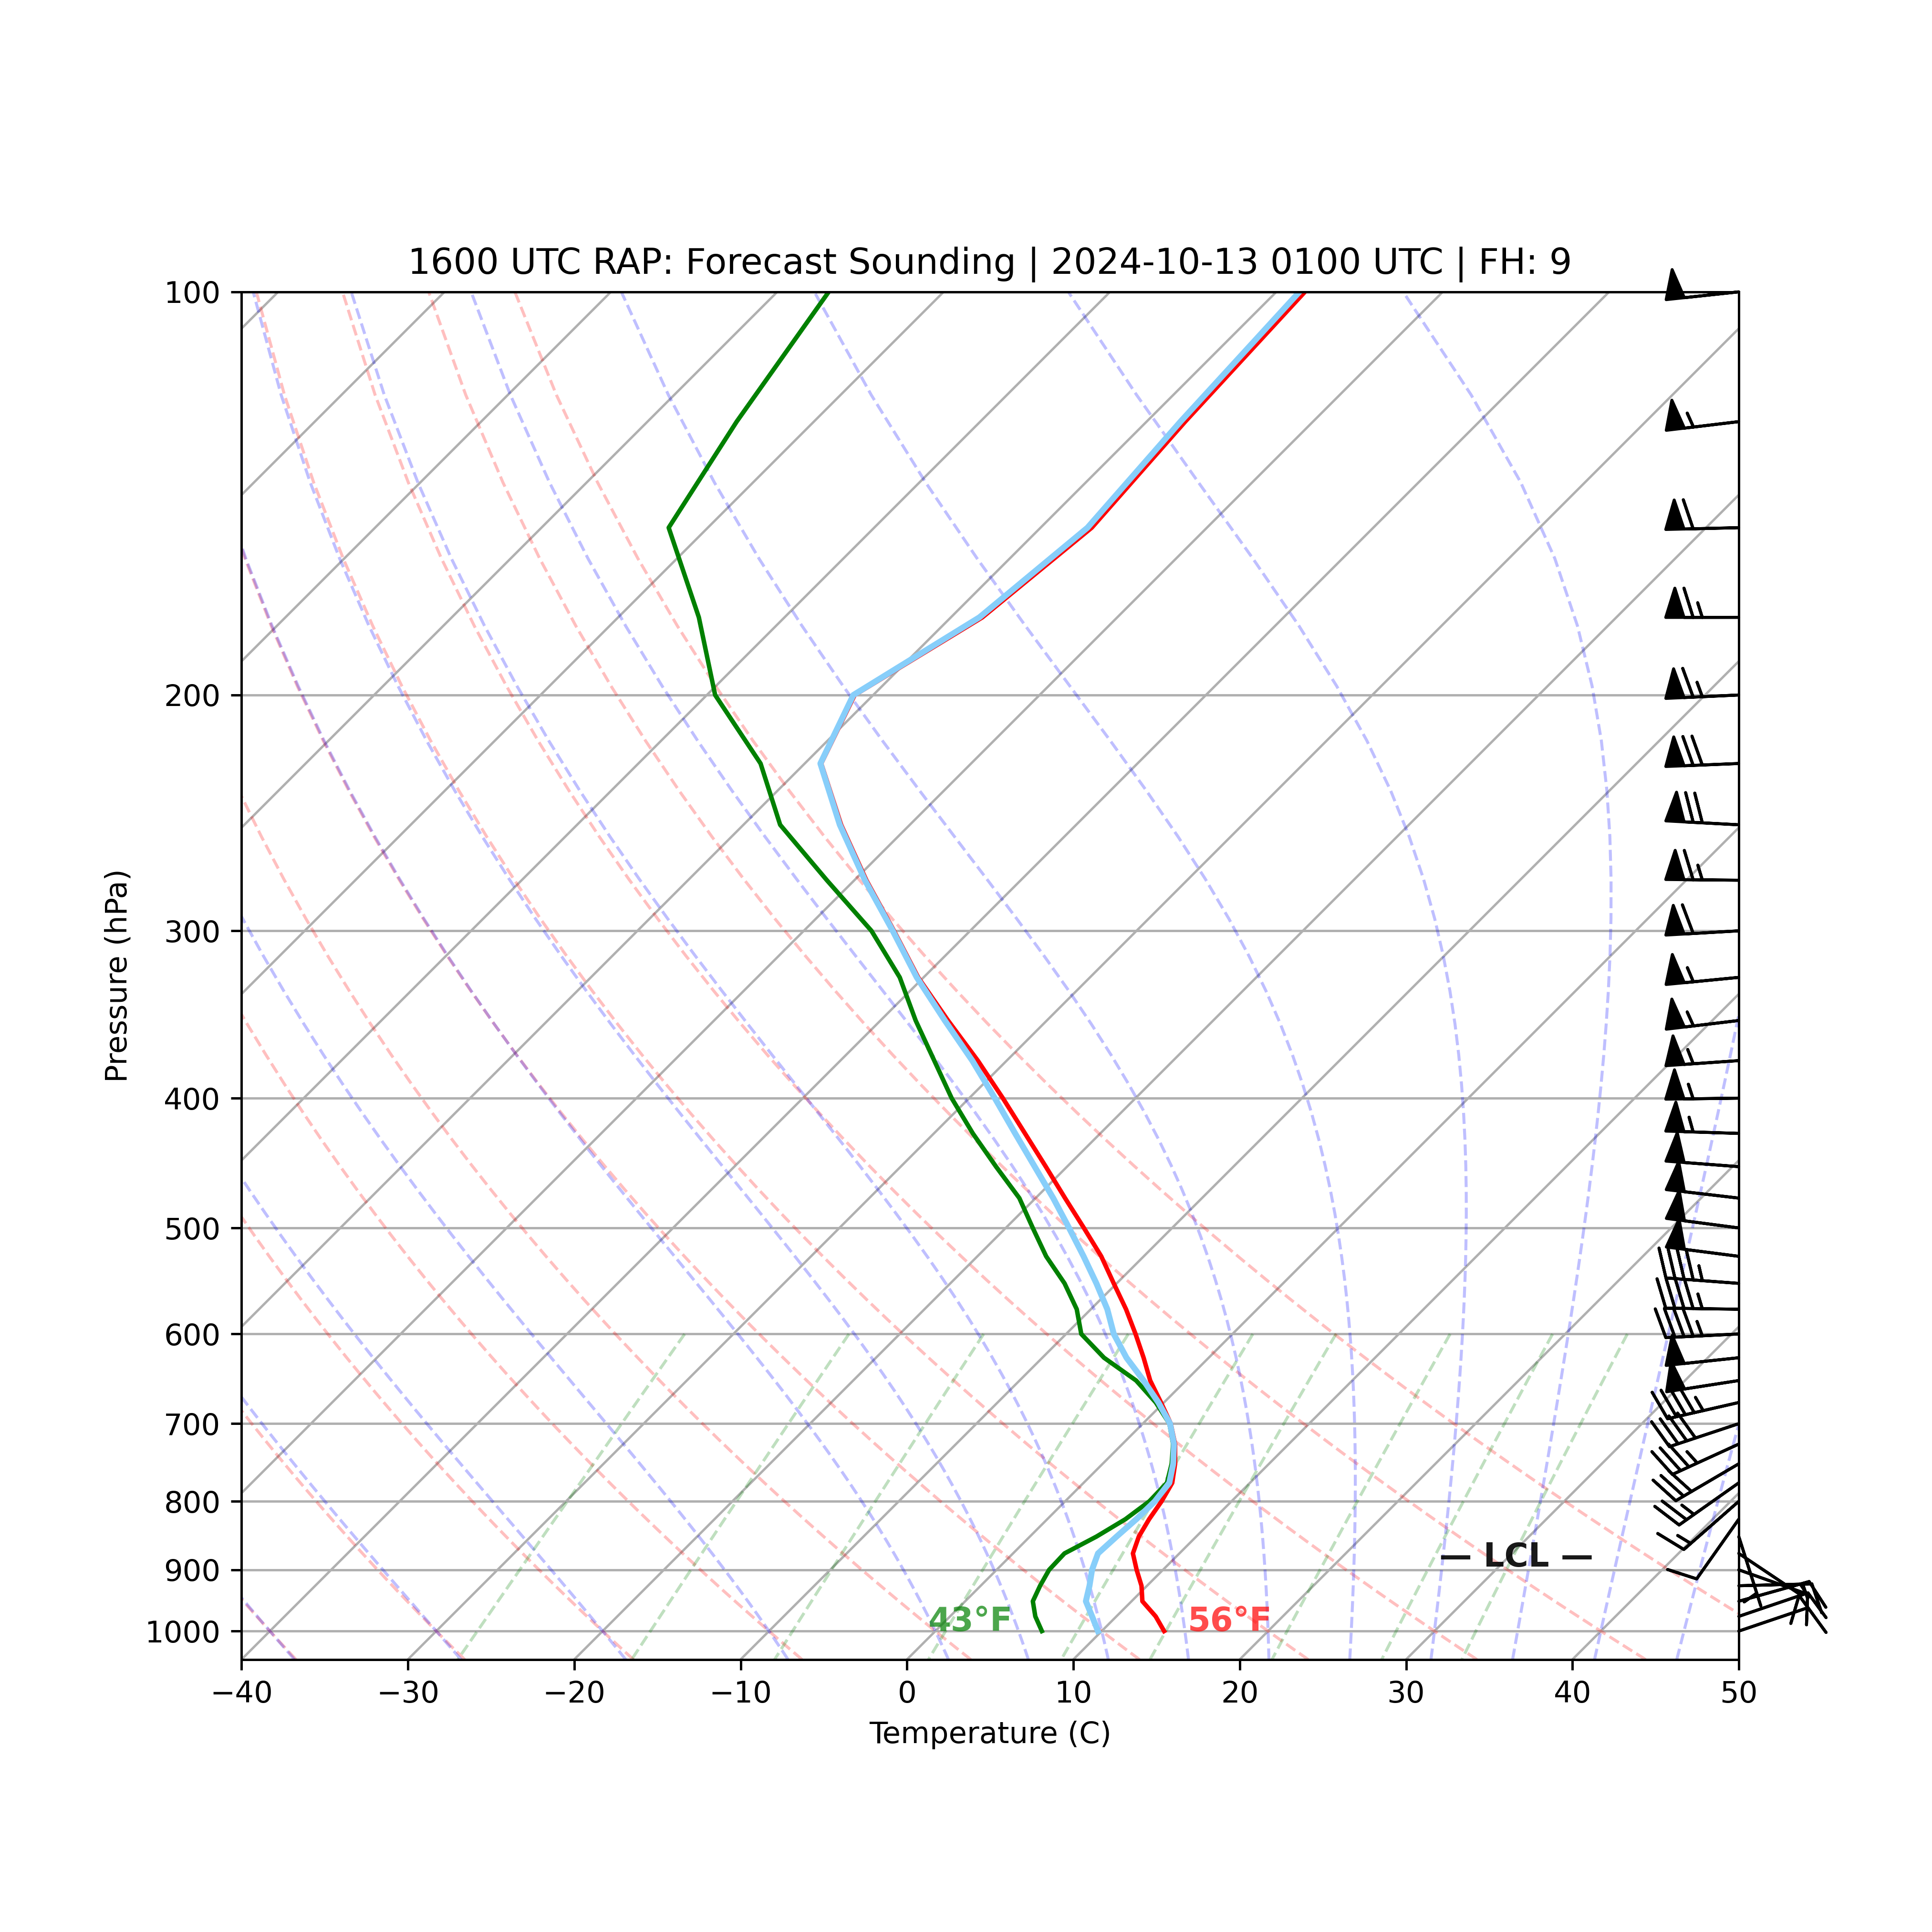 1600 UTC RAP: Forecast Sounding | 2024-10-13 0100 UTC | FH: 9
100
200
300
400
500
600
700
800
900
1000
Pressure (hPa)
— LCL —
43°F
56°F
−40 −30 −20 −10 0 10 20 30 40 50
Temperature (C)